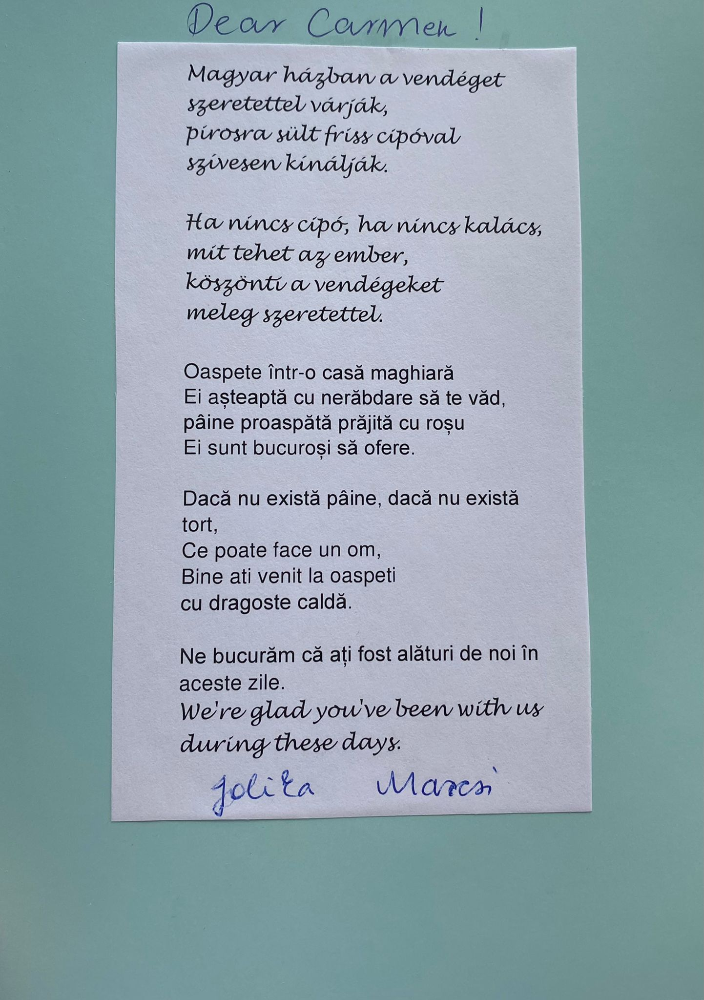 Dear Carmen!
Magyar házban a vendéget
szeretettel várják,
pirosra sült friss cipóval
szívesen kínálják.
Ha nincs cipó, ha nincs kalács,
mit tehet az ember,
köszönti a vendégeket
meleg szeretettel.
Oaspete într-o casă maghiară
Ei așteaptă cu nerăbdare să te văd,
pâine proaspătă prăjită cu roșu
Ei sunt bucuroși să ofere.
Dacă nu există pâine, dacă nu există
tort,
Ce poate face un om,
Bine ati venit la oaspeti
cu dragoste caldă.
Ne bucurăm că ați fost alături de noi în
aceste zile.
We're glad you've been with us
during these days.
Jolika Marcsi